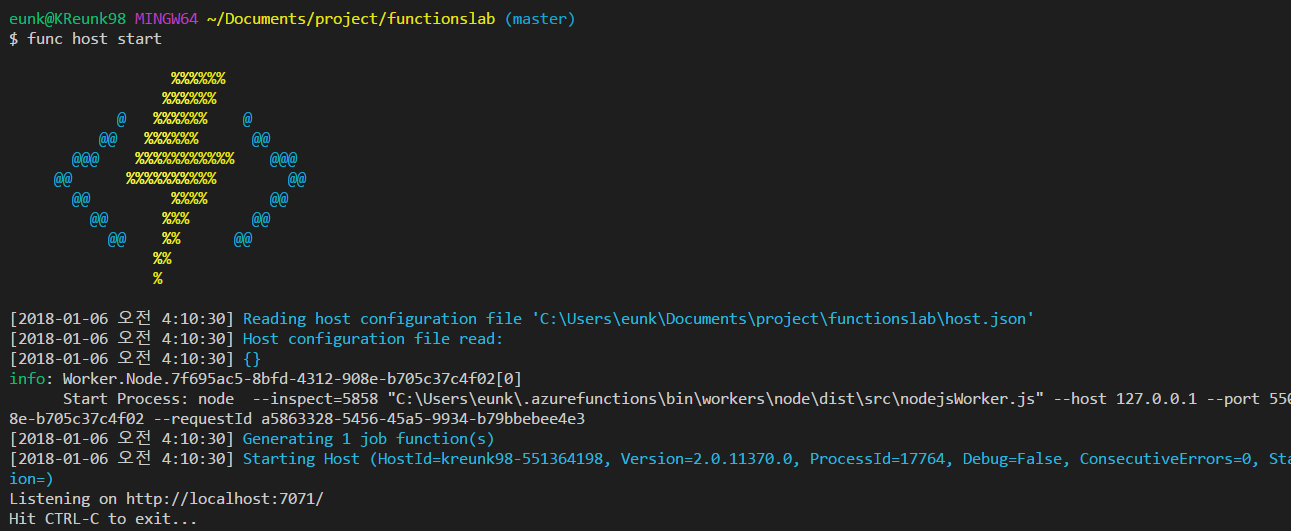 eunk@KReunk98 MINGW64 ~/Documents/project/functionslab (master)
$ func host start
                  %%%%%%
                 %%%%%%
            @   %%%%%%    @
          @@   %%%%%%      @@
       @@@    %%%%%%%%%%%    @@@
     @@      %%%%%%%%%%        @@
       @@         %%%%       @@
         @@      %%%       @@
           @@    %%      @@
                %%
                %
[2018-01-06 오전 4:10:30] Reading host configuration file 'C:\Users\eunk\Documents\project\functionslab\host.json'
[2018-01-06 오전 4:10:30] Host configuration file read:
[2018-01-06 오전 4:10:30] {}
info: Worker.Node.7f695ac5-8bfd-4312-908e-b705c37c4f02[0]
      Start Process: node  --inspect=5858 "C:\Users\eunk\.azurefunctions\bin\workers\node\dist\src\nodejsWorker.js" --host 127.0.0.1 --port 550
8e-b705c37c4f02 --requestId a5863328-5456-45a5-9934-b79bbebee4e3
[2018-01-06 오전 4:10:30] Generating 1 job function(s)
[2018-01-06 오전 4:10:30] Starting Host (HostId=kreunk98-551364198, Version=2.0.11370.0, ProcessId=17764, Debug=False, ConsecutiveErrors=0, Sta
ion=)
Listening on http://localhost:7071/
Hit CTRL-C to exit...